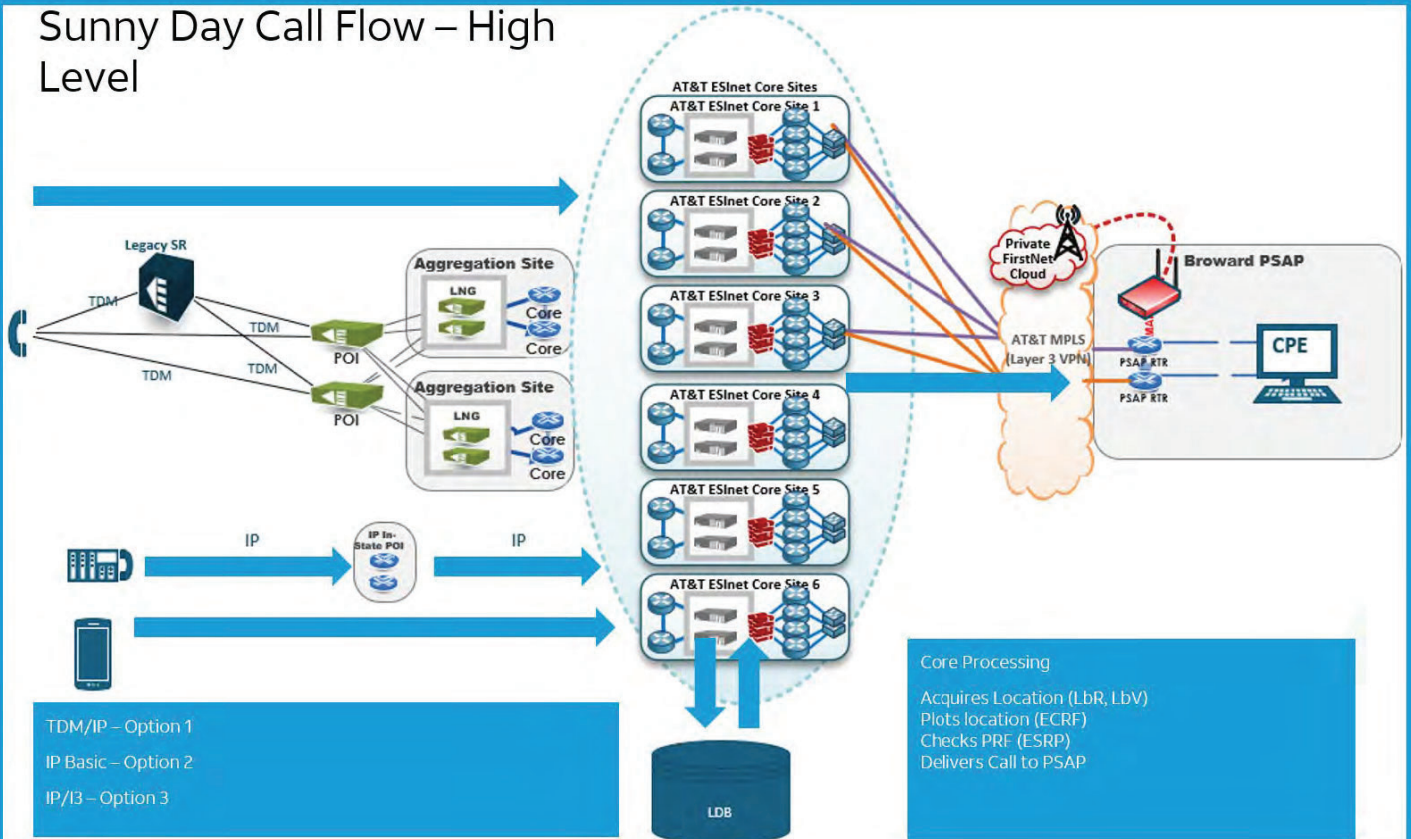 Sunny Day Call Flow – High
Level
AT&T ESInet Core Sites
AT&T ESInet Core Site 1
AT&T ESInet Core Site 2
AT&T ESInet Core Site 3
AT&T ESInet Core Site 4
AT&T ESInet Core Site 5
AT&T ESInet Core Site 6
Legacy SR
TDM
TDM
TDM
TDM
POI
POI
Aggregation Site
LNG
Core
Core
Aggregation Site
LNG
Core
Core
Private
FirstNet
Cloud
AT&T MPLS
(Layer 3 VPN)
Broward PSAP
PSAP RTR
PSAP RTR
CPE
IP
IP In-
State POI
IP
TDM/IP – Option 1
IP Basic – Option 2
IP/I3 – Option 3
LDB
Core Processing
Acquires Location (LbR, LbV)
Plots location (ECRF)
Checks PRF (ESRP)
Delivers Call to PSAP